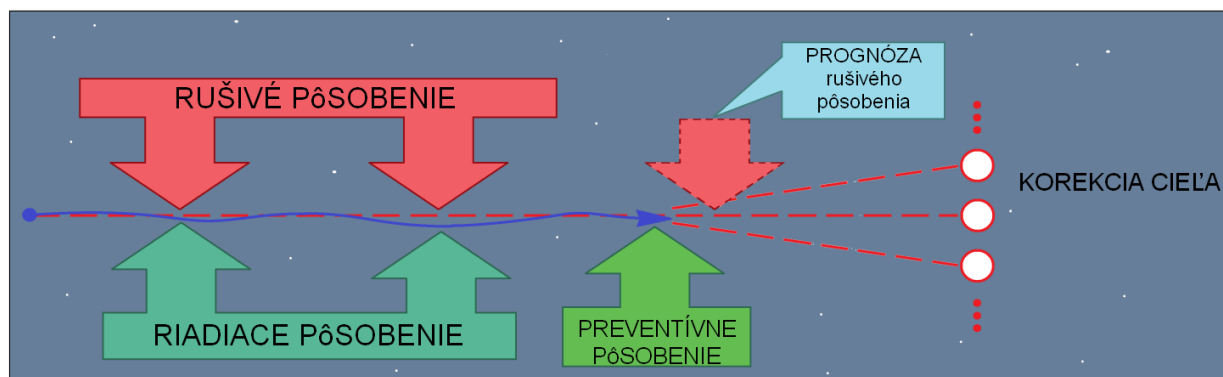 RUŠIVÉ PôSOBENIE
PROGNÓZA
rušivého
pôsobenia
KOREKCIA CIEĽA
RIADIACE PôSOBENIE
PREVENTÍVNE
PôSOBENIE